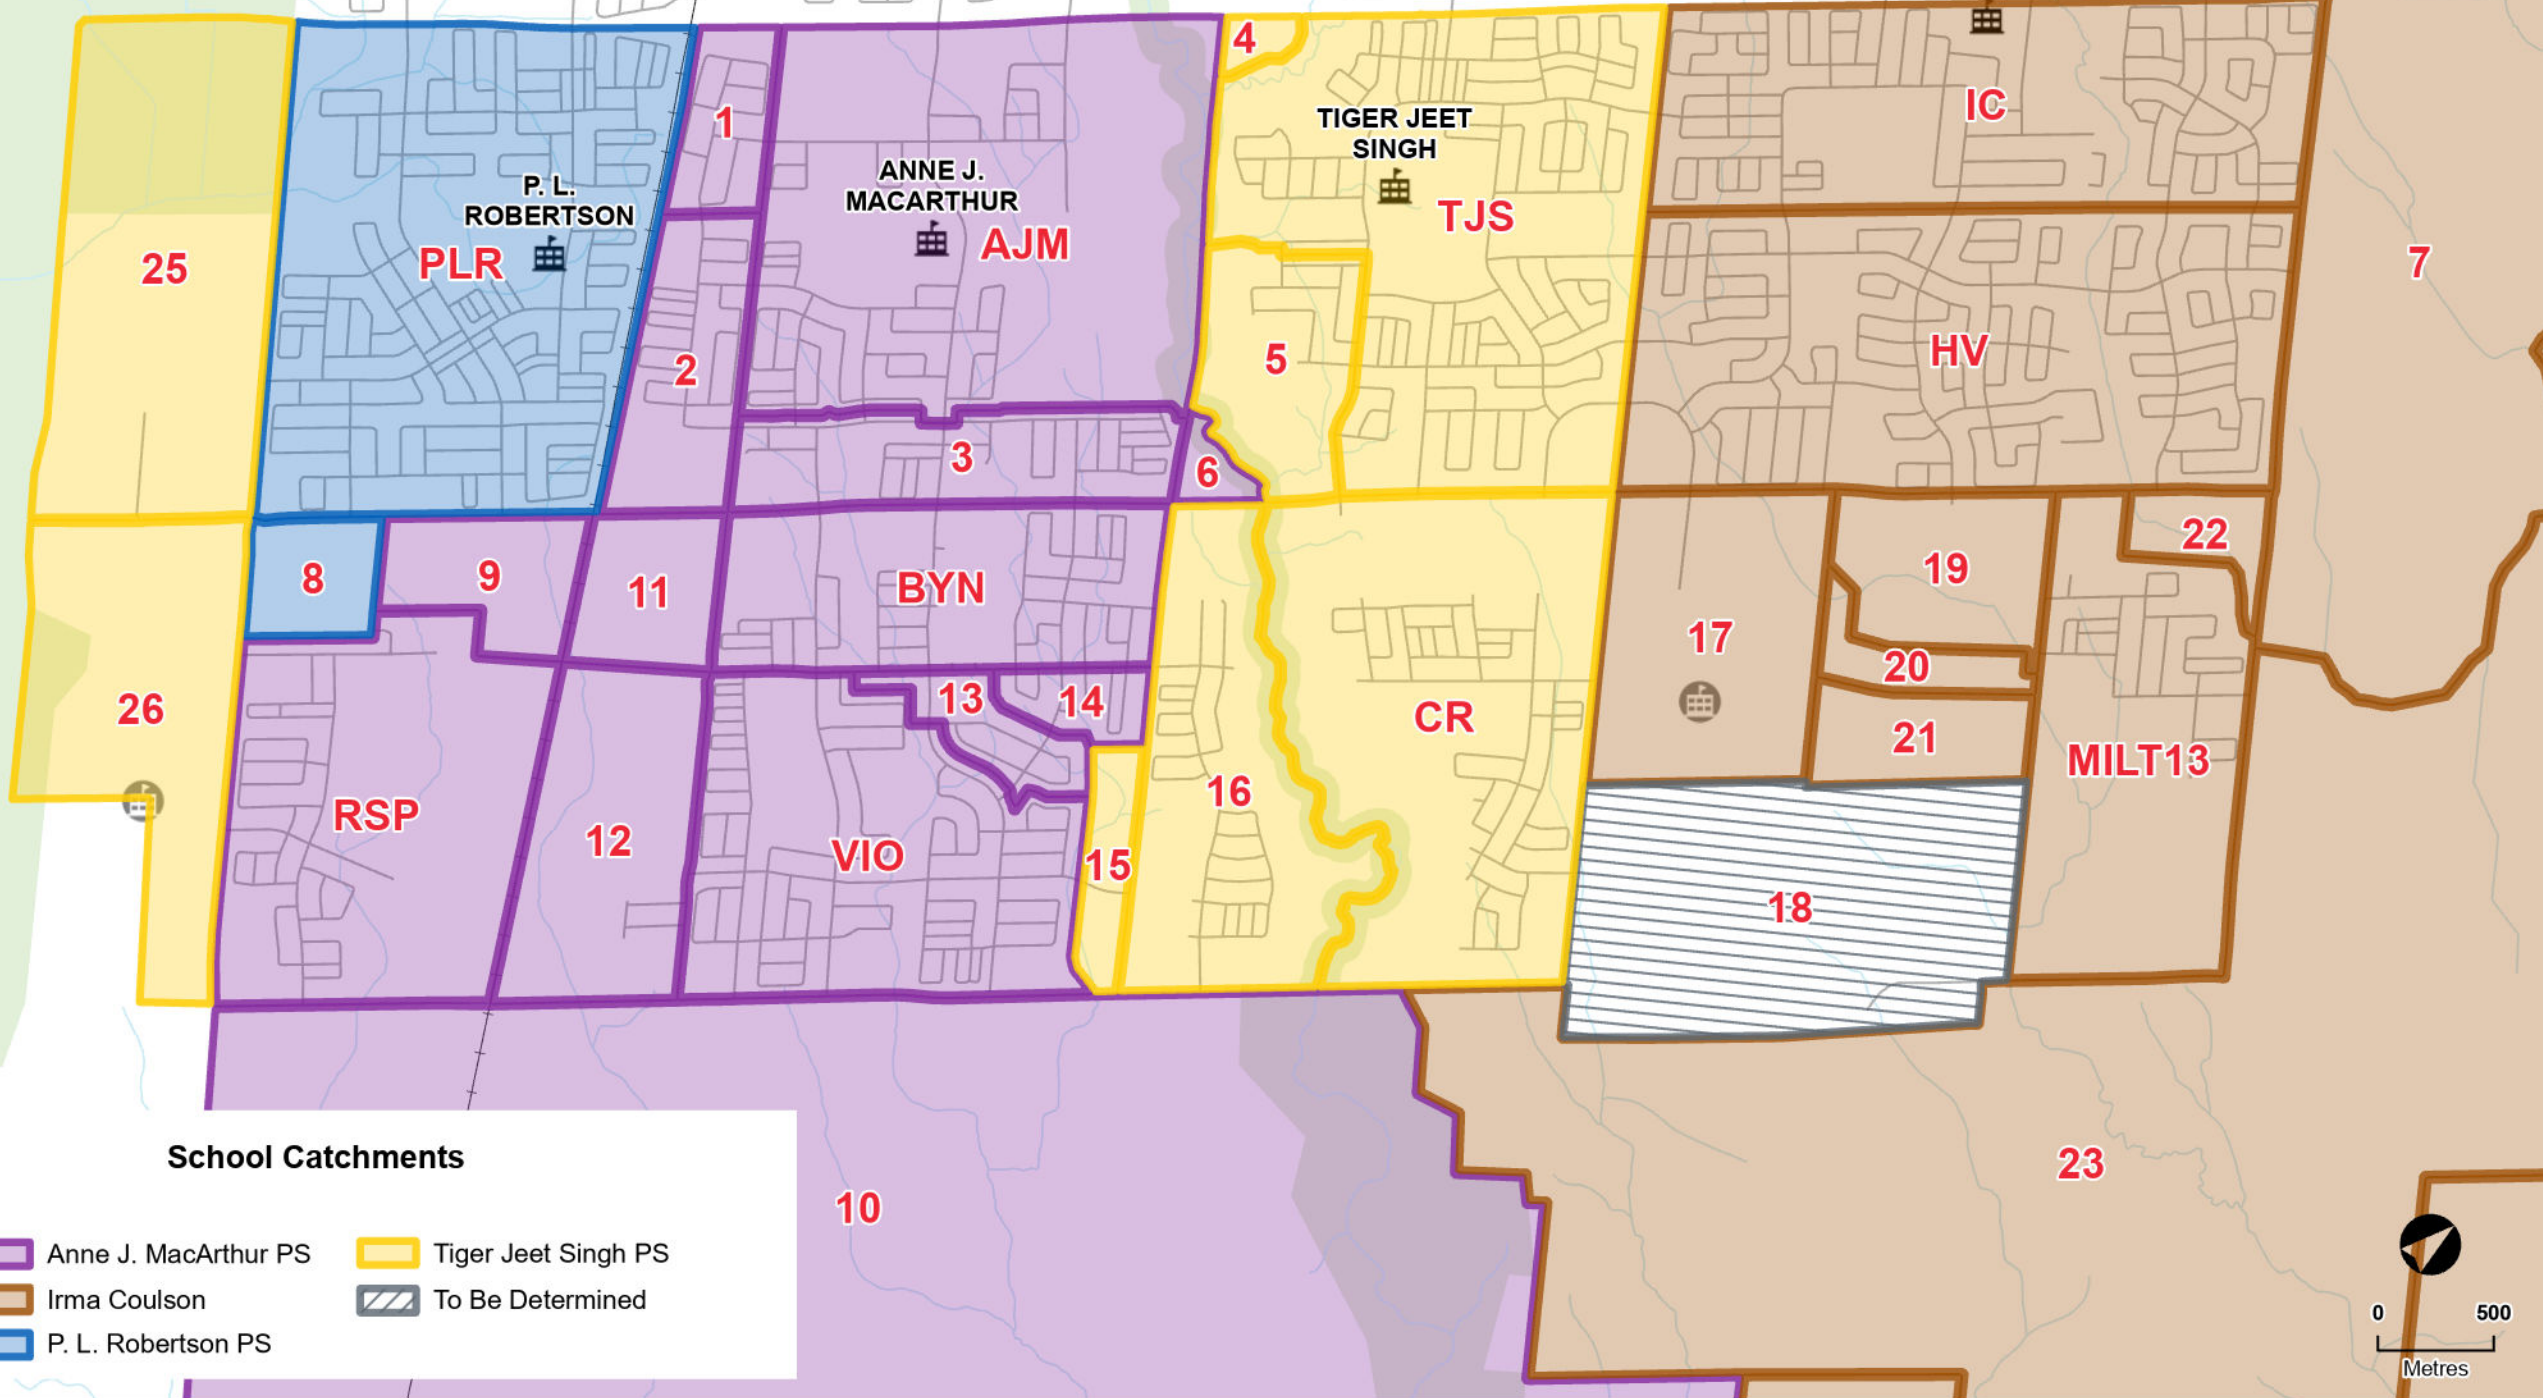 4
IC
1
TIGER JEET
SINGH
ANNE J.
MACARTHUR
P. L.
ROBERTSON
TJS
AJM
PLR
25
7
5
HV
2
3
6
22
19
8
9
11
BYN
17
20
26
13
14
CR
21
MILT13
16
RSP
12
VIO
15
18
School Catchments
10
23
Anne J. MacArthur PS
Tiger Jeet Singh PS
Irma Coulson
To Be Determined
P. L. Robertson PS
0 500
Metres